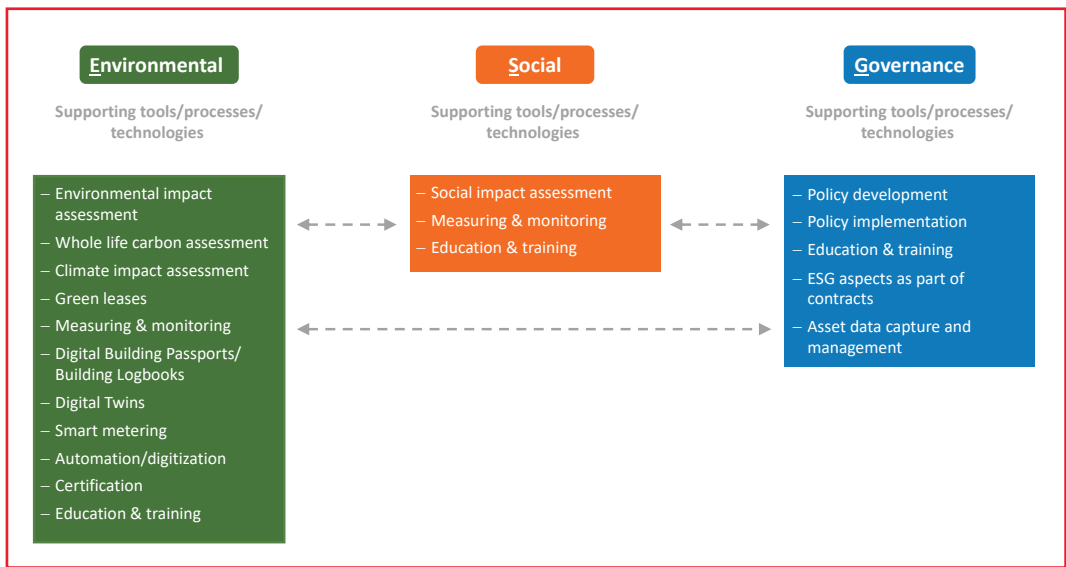 Environmental
Supporting tools/processes/
technologies
– Environmental impact
assessment
– Whole life carbon assessment
– Climate impact assessment
– Green leases
– Measuring & monitoring
– Digital Building Passports/
Building Logbooks
– Digital Twins
– Smart metering
– Automation/digitization
– Certification
– Education & training
Social
Supporting tools/processes/
technologies
– Social impact assessment
– Measuring & monitoring
– Education & training
Governance
Supporting tools/processes/
technologies
– Policy development
– Policy implementation
– Education & training
– ESG aspects as part of
contracts
– Asset data capture and
management